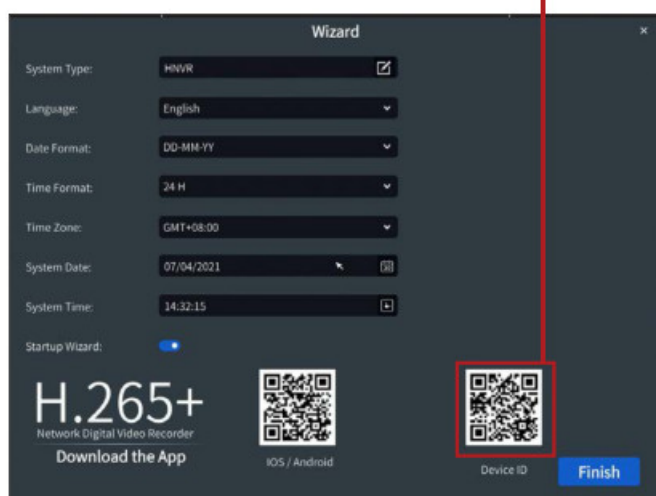 Wizard
System Type: HNVR
Language: English
Date Format: DD-MM-YY
Time Format: 24 H
Time Zone: GMT+08:00
System Date: 07/04/2021
System Time: 14:32:15
Startup Wizard:
H.265+
Network Digital Video Recorder
Download the App
IOS / Android
Device ID
Finish